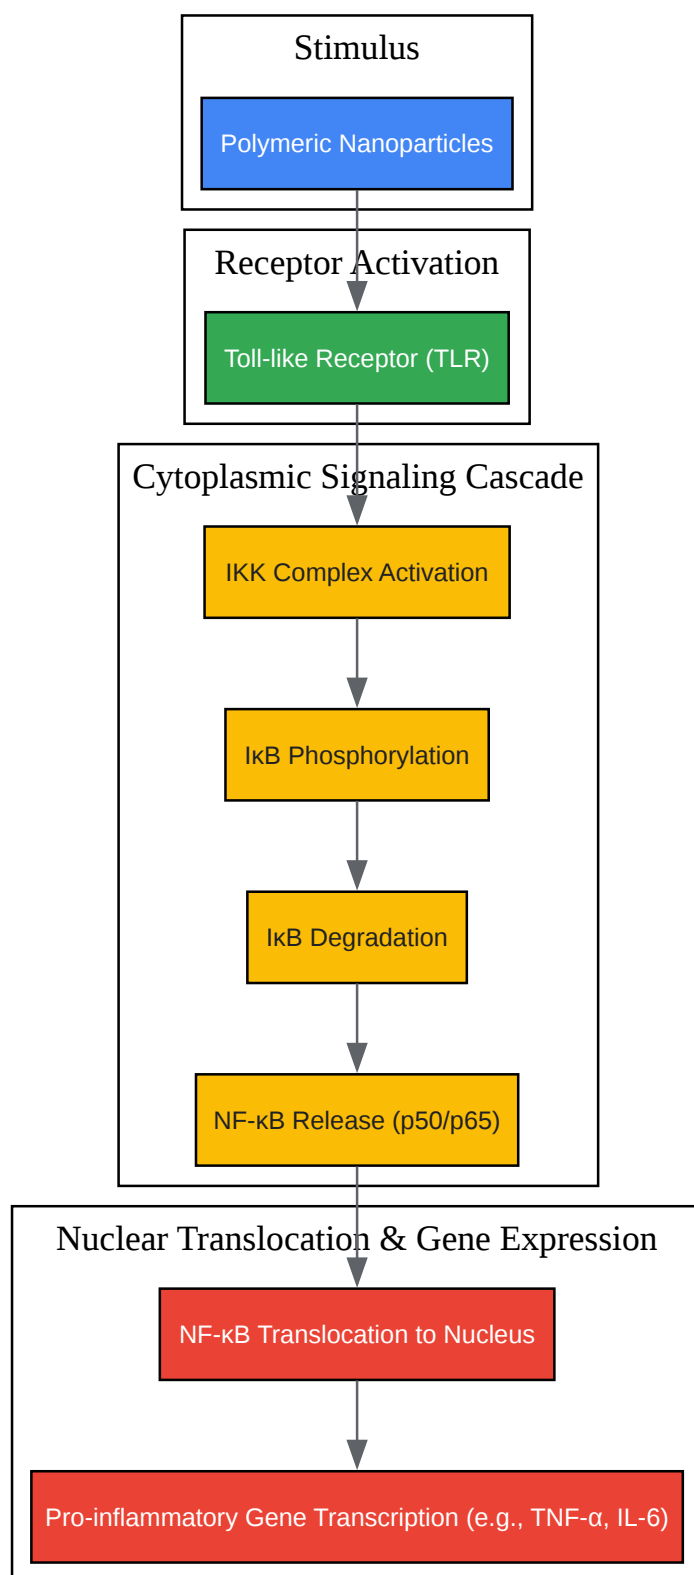 Stimulus
Polymeric Nanoparticles
Receptor Activation
Toll-like Receptor (TLR)
Cytoplasmic Signaling Cascade
IKK Complex Activation
IκB Phosphorylation
IκB Degradation
NF-κB Release (p50/p65)
Nuclear Translocation & Gene Expression
NF-κB Translocation to Nucleus
Pro-inflammatory Gene Transcription (e.g., TNF-α, IL-6)